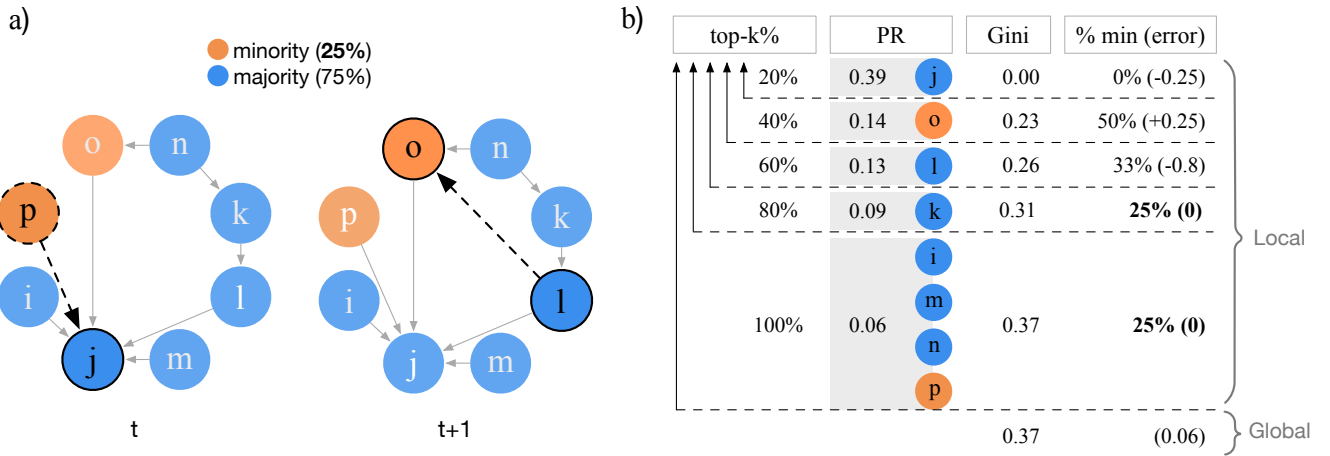 a)
minority (25%)
majority (75%)
o n
p
k
i
l
j m
t
o n
p
k
i
l
j m
t+1
b)
top-k% PR Gini % min (error)
20% 0.39 j 0.00 0% (-0.25)
40% 0.14 o 0.23 50% (+0.25)
60% 0.13 l 0.26 33% (-0.8)
80% 0.09 k 0.31 25% (0)
i
m
100% 0.06 0.37 25% (0)
n
p
Local
0.37 (0.06) Global